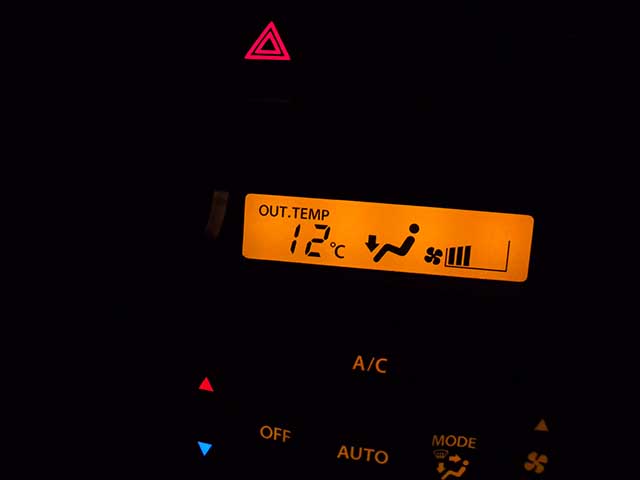 OUT.TEMP
12℃
A/C
OFF
AUTO
MODE